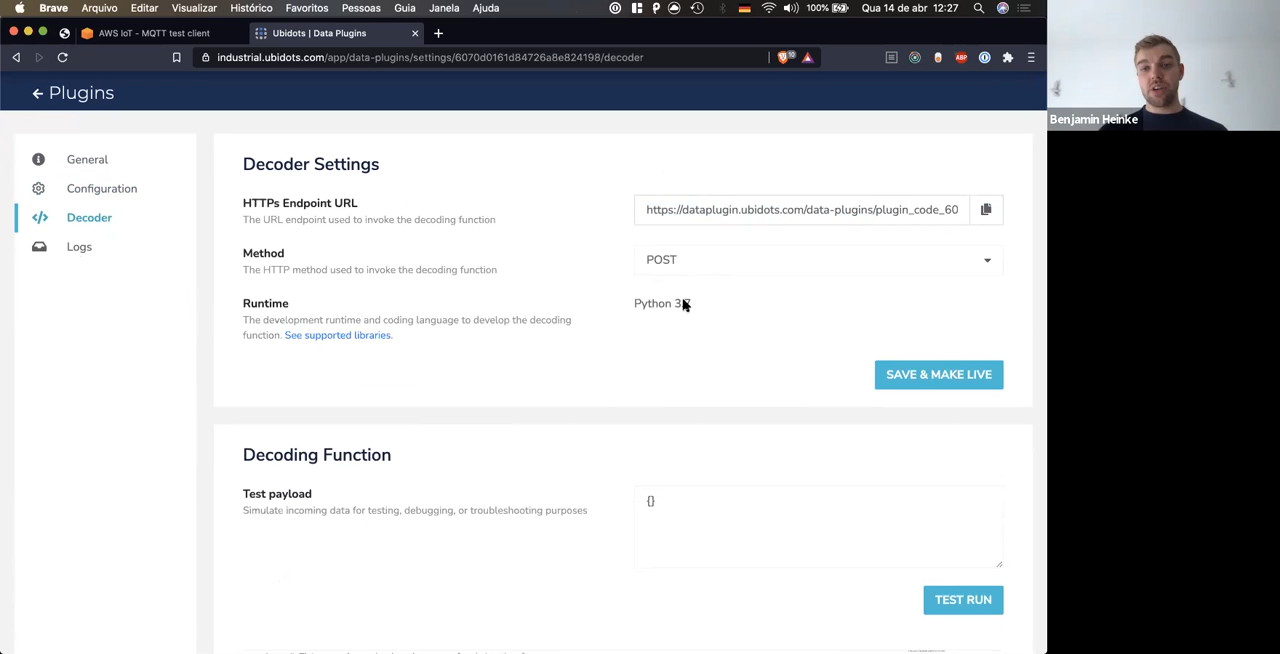 Brave Arquivo Editar Visualizar Histórico Favoritos Pessoas Guia Janela Ajuda 100% Qua 14 de abr 12:27
AWS IoT - MQTT test client
Ubidots | Data Plugins
industrial.ubidots.com/app/data-plugins/settings/6070d0161d84726a8e824198/decoder
10
ABP
Plugins
Benjamin Heinke
General
Configuration
Decoder
Logs
Decoder Settings
HTTPs Endpoint URL
The URL endpoint used to invoke the decoding function
https://dataplugin.ubidots.com/data-plugins/plugin_code_60
Method
The HTTP method used to invoke the decoding function
POST
Runtime
The development runtime and coding language to develop the decoding
function. See supported libraries.
Python
SAVE & MAKE LIVE
Decoding Function
Test payload
Simulate incoming data for testing, debugging, or troubleshooting purposes
{}
TEST RUN